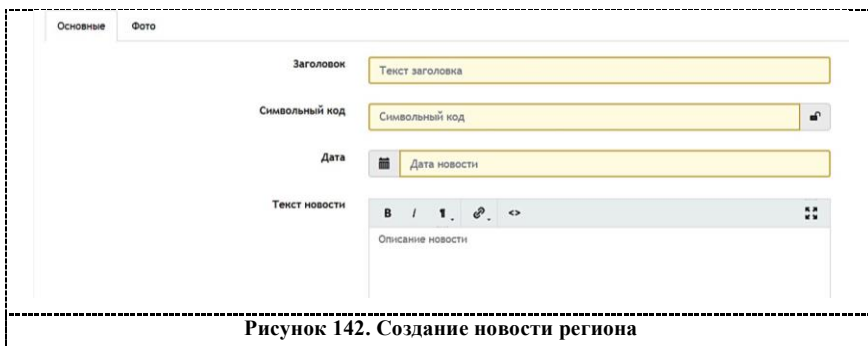 Основные Фото
Заголовок Текст заголовка
Символьный код Символьный код
Дата Дата новости
Текст новости B I ¶ <>
Описание новости
Рисунок 142. Создание новости региона